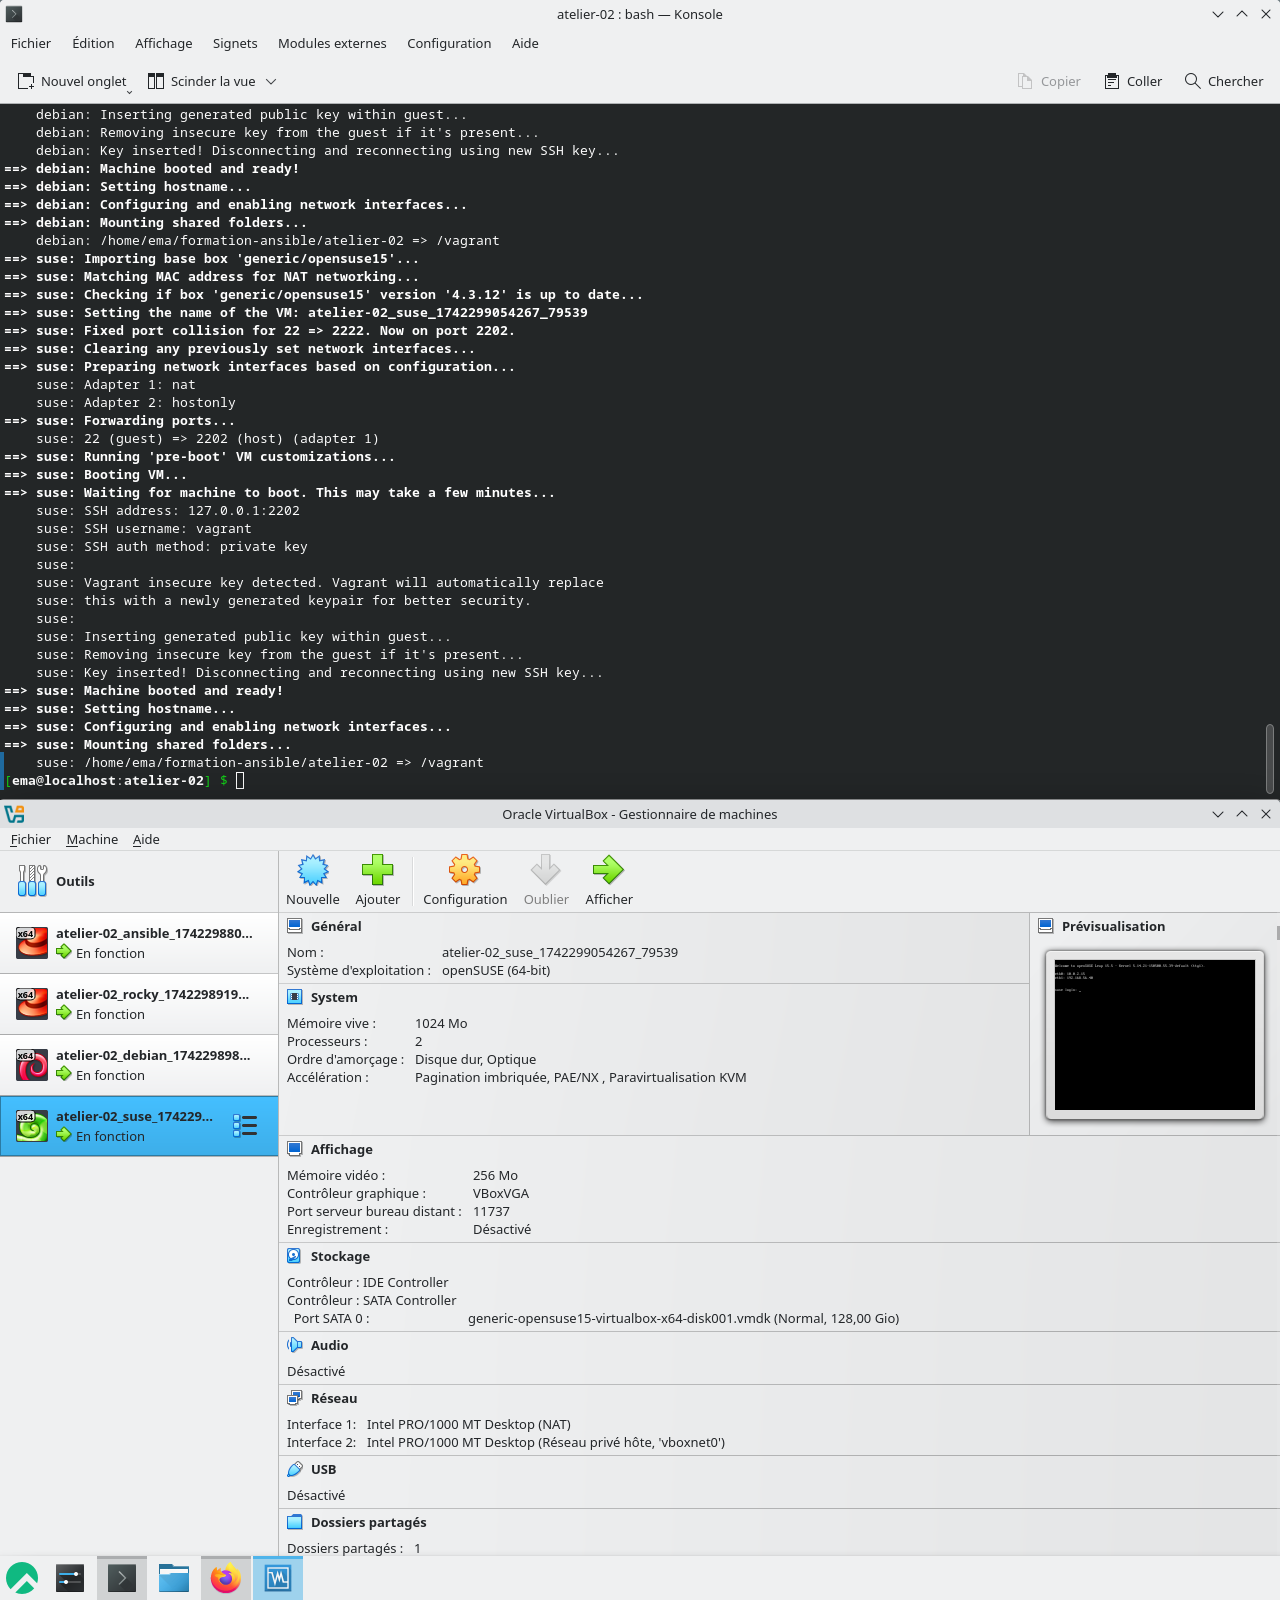 atelier-02 : bash — Konsole
Fichier Édition Affichage Signets Modules externes Configuration Aide
Nouvel onglet Scinder la vue Copier Coller Chercher
debian: Inserting generated public key within guest...
debian: Removing insecure key from the guest if it's present...
debian: Key inserted! Disconnecting and reconnecting using new SSH key...
==> debian: Machine booted and ready!
==> debian: Setting hostname...
==> debian: Configuring and enabling network interfaces...
==> debian: Mounting shared folders...
debian: /home/ema/formation-ansible/atelier-02 => /vagrant
==> suse: Importing base box 'generic/opensuse15'...
==> suse: Matching MAC address for NAT networking...
==> suse: Checking if box 'generic/opensuse15' version '4.3.12' is up to date...
==> suse: Setting the name of the VM: atelier-02_suse_1742299054267_79539
==> suse: Fixed port collision for 22 => 2222. Now on port 2202.
==> suse: Clearing any previously set network interfaces...
==> suse: Preparing network interfaces based on configuration...
suse: Adapter 1: nat
suse: Adapter 2: hostonly
==> suse: Forwarding ports...
suse: 22 (guest) => 2202 (host) (adapter 1)
==> suse: Running 'pre-boot' VM customizations...
==> suse: Booting VM...
==> suse: Waiting for machine to boot. This may take a few minutes...
suse: SSH address: 127.0.0.1:2202
suse: SSH username: vagrant
suse: SSH auth method: private key
suse:
suse: Vagrant insecure key detected. Vagrant will automatically replace
suse: this with a newly generated keypair for better security.
suse:
suse: Inserting generated public key within guest...
suse: Removing insecure key from the guest if it's present...
suse: Key inserted! Disconnecting and reconnecting using new SSH key...
==> suse: Machine booted and ready!
==> suse: Setting hostname...
==> suse: Configuring and enabling network interfaces...
==> suse: Mounting shared folders...
suse: /home/ema/formation-ansible/atelier-02 => /vagrant
[ema@localhost:atelier-02] $
Oracle VirtualBox - Gestionnaire de machines
Fichier Machine Aide
Outils
x64 atelier-02_ansible_174229880...
En fonction
x64 atelier-02_rocky_1742298919...
En fonction
x64 atelier-02_debian_174229898...
En fonction
x64 atelier-02_suse_174229...
En fonction
Nouvelle Ajouter Configuration Oublier Afficher
Général
Nom : atelier-02_suse_1742299054267_79539
Système d'exploitation : openSUSE (64-bit)
System
Mémoire vive : 1024 Mo
Processeurs : 2
Ordre d'amorçage : Disque dur, Optique
Accélération : Pagination imbriquée, PAE/NX , Paravirtualisation KVM
Prévisualisation
Affichage
Mémoire vidéo : 256 Mo
Contrôleur graphique : VBoxVGA
Port serveur bureau distant : 11737
Enregistrement : Désactivé
Stockage
Contrôleur : IDE Controller
Contrôleur : SATA Controller
Port SATA 0 : generic-opensuse15-virtualbox-x64-disk001.vmdk (Normal, 128,00 Gio)
Audio
Désactivé
Réseau
Interface 1: Intel PRO/1000 MT Desktop (NAT)
Interface 2: Intel PRO/1000 MT Desktop (Réseau privé hôte, 'vboxnet0')
USB
Désactivé
Dossiers partagés
Dossiers partagés : 1